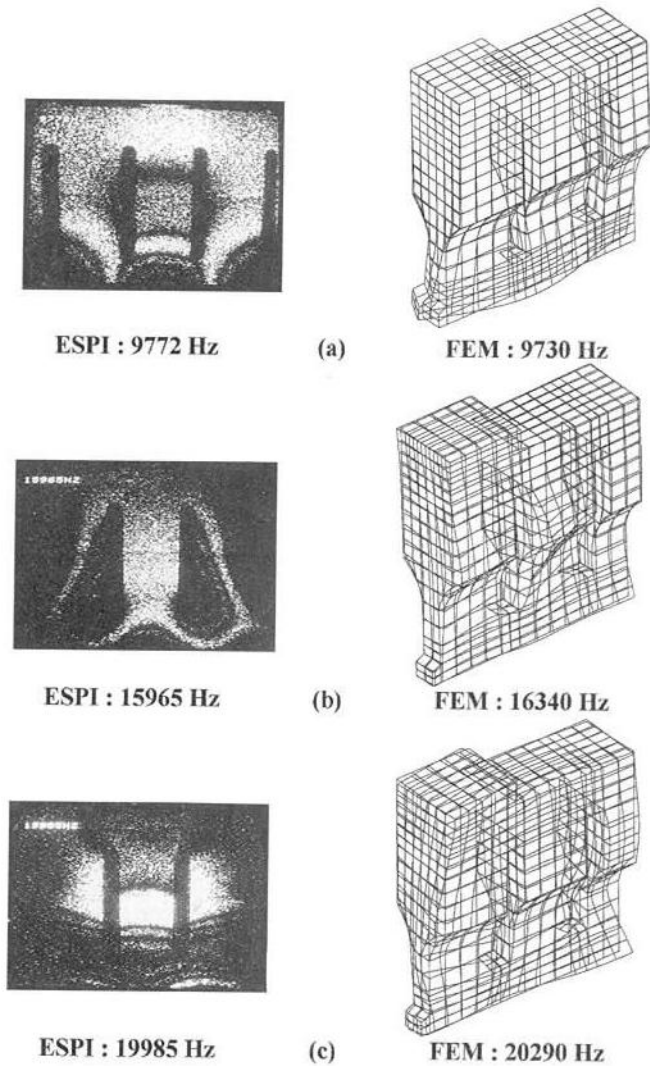 ESPI : 9772 Hz (a) FEM : 9730 Hz
15965HZ
ESPI : 15965 Hz (b) FEM : 16340 Hz
ESPI : 19985 Hz (c) FEM : 20290 Hz